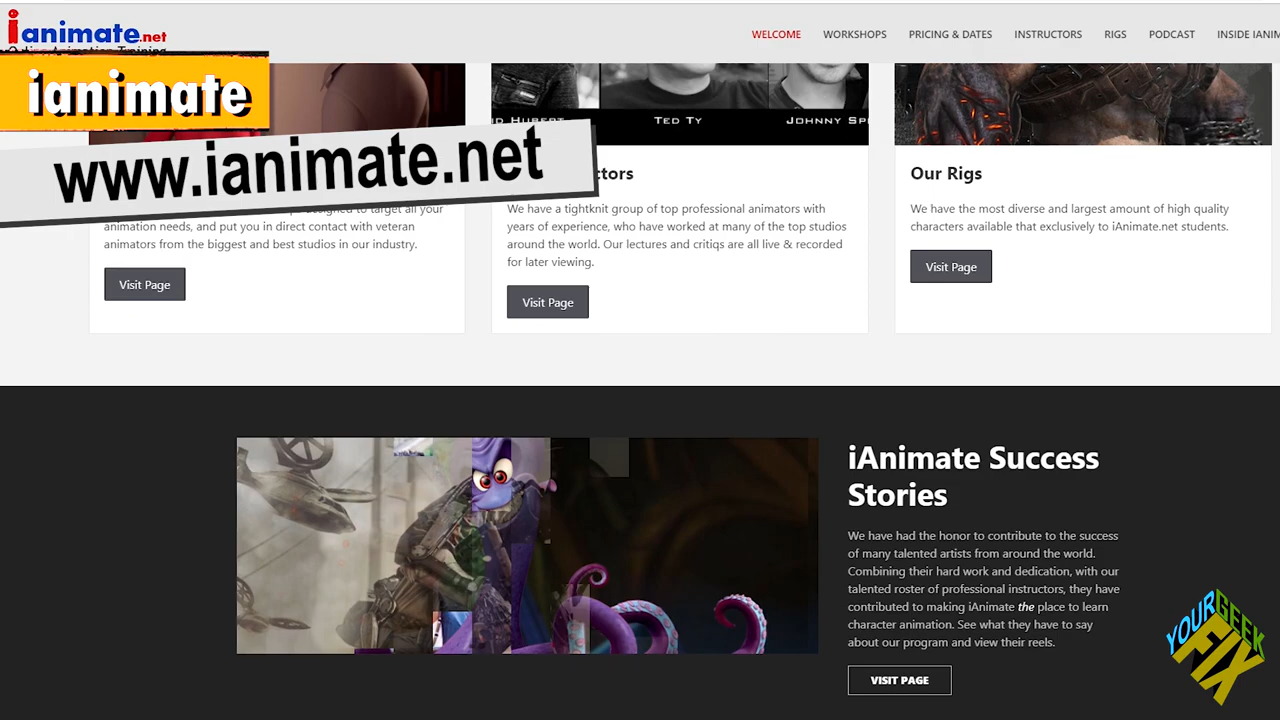 ianimate.net
WELCOME WORKSHOPS PRICING & DATES INSTRUCTORS RIGS PODCAST INSIDE IANIM
ianimate
www.ianimate.net
TED TY
JOHNNY SP
ctors
designed to target all your
animation needs, and put you in direct contact with veteran
animators from the biggest and best studios in our industry.
Visit Page
We have a tightknit group of top professional animators with
years of experience, who have worked at many of the top studios
around the world. Our lectures and critiqs are all live & recorded
for later viewing.
Visit Page
Our Rigs
We have the most diverse and largest amount of high quality
characters available that exclusively to iAnimate.net students.
Visit Page
iAnimate Success
Stories
We have had the honor to contribute to the success
of many talented artists from around the world.
Combining their hard work and dedication, with our
talented roster of professional instructors, they have
contributed to making iAnimate the place to learn
character animation. See what they have to say
about our program and view their reels.
VISIT PAGE
YOUR GEEK
FIX